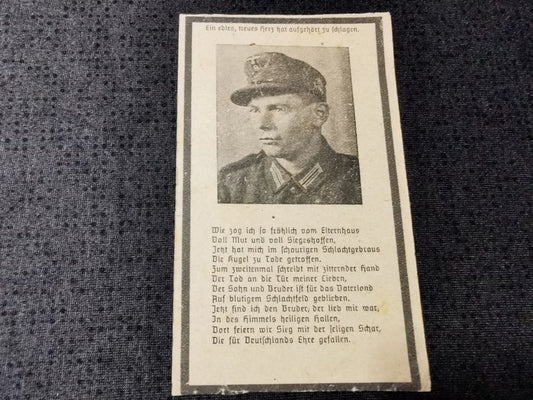 Ein edles, treues Herz hat aufgehört zu schlagen.
Wie zog ich so fröhlich vom Elternhaus
Voll Mut und voll Siegeshoffen,
Jetzt hat mich im schaurigen Schlachtgebraus
Die Kugel zu Tode getroffen.
Zum zweitenmal schreibt mit zitternder Hand
Der Tod an die Tür meiner Lieben,
Der Sohn und Bruder ist für das Vaterland
Auf blutigem Schlachtfeld geblieben.
Jetzt find ich den Bruder, der lieb mir war,
In des Himmels heiligen Hallen,
Dort feiern wir Sieg mit der seligen Schar,
Die für Deutschlands Ehre gefallen.